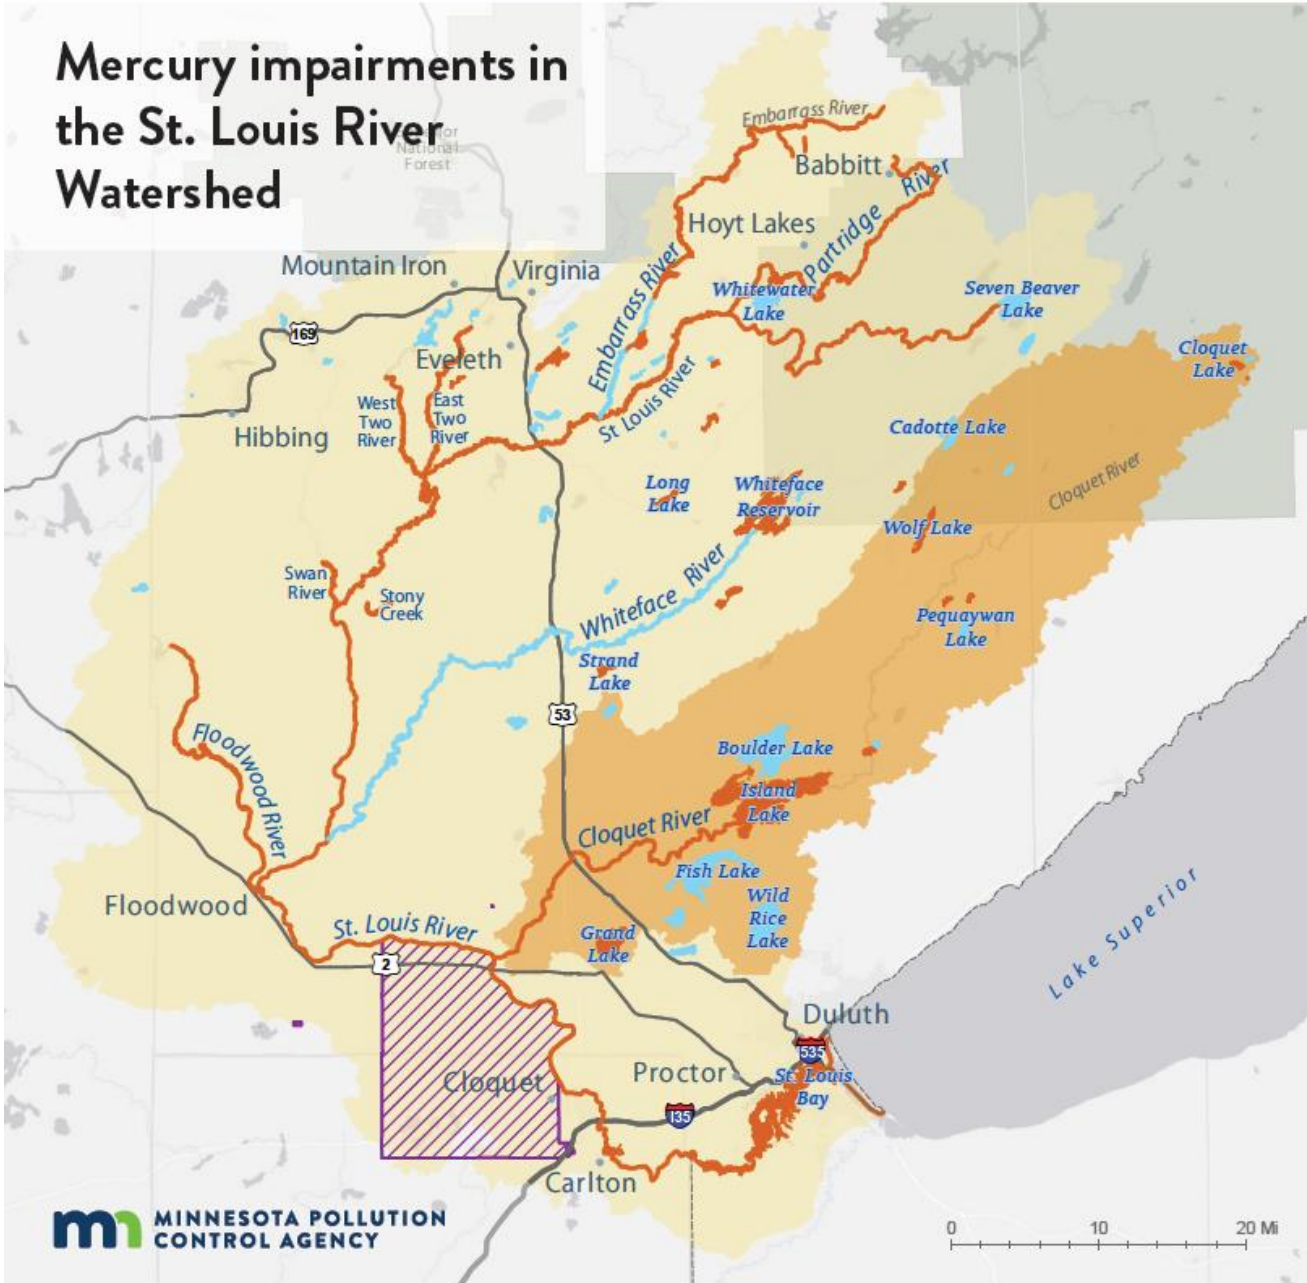 Mercury impairments in
the St. Louis River
Watershed
National
Forest
Embarrass River
Babbitt
Partridge River
Hoyt Lakes
Mountain Iron
Virginia
Embarrass River
Whitewater
Lake
Seven Beaver
Lake
169
Eveleth
Cloquet
Lake
West
Two
River
East
Two
River
St Louis River
Hibbing
Cadotte Lake
Cloquet River
Long
Lake
Whiteface
Reservoir
Wolf Lake
Swan
River
Stony
Creek
Whiteface River
Pequaywan
Lake
Strand
Lake
53
Floodwood River
Boulder Lake
Island
Lake
Cloquet River
Fish Lake
Wild
Rice
Lake
Floodwood
St. Louis River
Grand
Lake
2
Lake Superior
Duluth
535
Cloquet
Proctor
St. Louis
Bay
I35
Carlton
MINNESOTA POLLUTION
CONTROL AGENCY
0 10 20 Mi